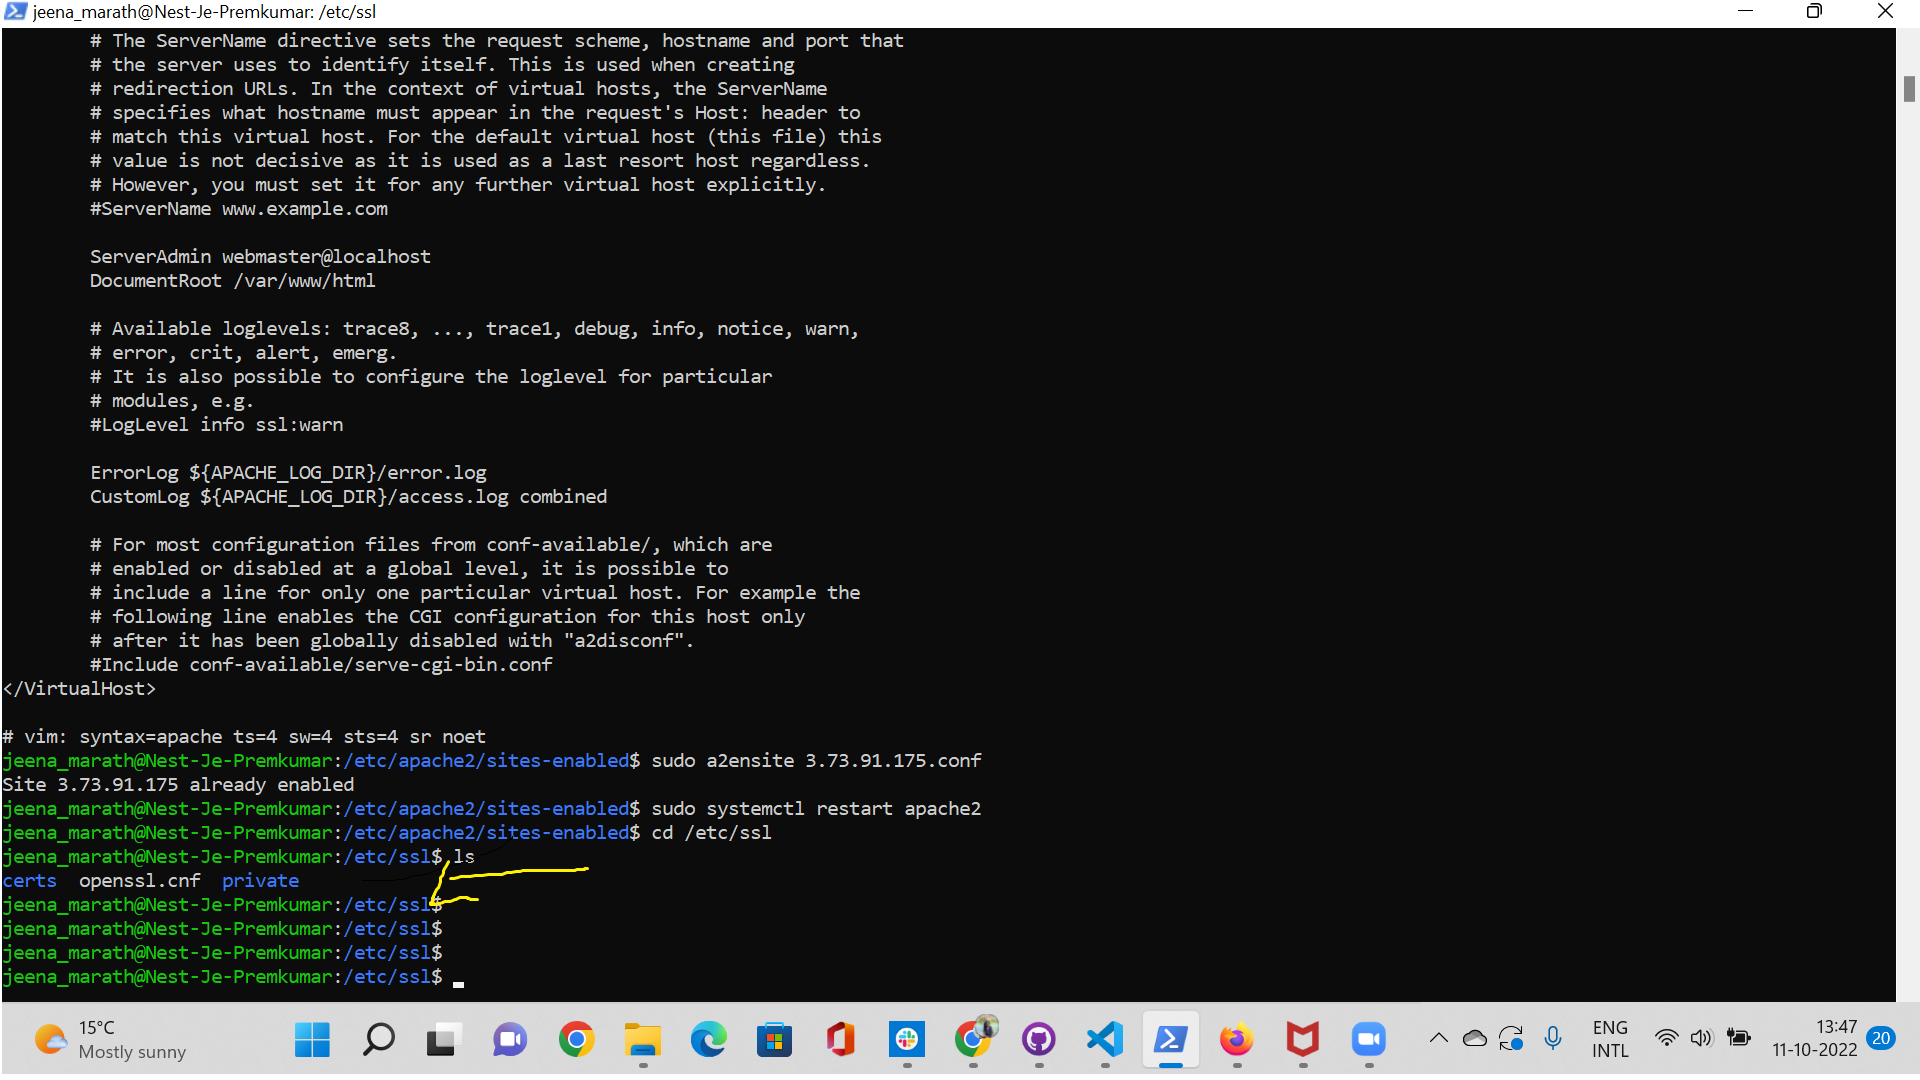 jeena_marath@Nest-Je-Premkumar: /etc/ssl
# The ServerName directive sets the request scheme, hostname and port that
# the server uses to identify itself. This is used when creating
# redirection URLs. In the context of virtual hosts, the ServerName
# specifies what hostname must appear in the request's Host: header to
# match this virtual host. For the default virtual host (this file) this
# value is not decisive as it is used as a last resort host regardless.
# However, you must set it for any further virtual host explicitly.
#ServerName www.example.com
ServerAdmin webmaster@localhost
DocumentRoot /var/www/html
# Available loglevels: trace8, ..., trace1, debug, info, notice, warn,
# error, crit, alert, emerg.
# It is also possible to configure the loglevel for particular
# modules, e.g.
#LogLevel info ssl:warn
ErrorLog ${APACHE_LOG_DIR}/error.log
CustomLog ${APACHE_LOG_DIR}/access.log combined
# For most configuration files from conf-available/, which are
# enabled or disabled at a global level, it is possible to
# include a line for only one particular virtual host. For example the
# following line enables the CGI configuration for this host only
# after it has been globally disabled with "a2disconf".
#Include conf-available/serve-cgi-bin.conf
</VirtualHost>
# vim: syntax=apache ts=4 sw=4 sts=4 sr noet
jeena_marath@Nest-Je-Premkumar:/etc/apache2/sites-enabled$ sudo a2ensite 3.73.91.175.conf
Site 3.73.91.175 already enabled
jeena_marath@Nest-Je-Premkumar:/etc/apache2/sites-enabled$ sudo systemctl restart apache2
jeena_marath@Nest-Je-Premkumar:/etc/apache2/sites-enabled$ cd /etc/ssl
jeena_marath@Nest-Je-Premkumar:/etc/ssl$ ls
certs openssl.cnf private
jeena_marath@Nest-Je-Premkumar:/etc/ssl$
jeena_marath@Nest-Je-Premkumar:/etc/ssl$
jeena_marath@Nest-Je-Premkumar:/etc/ssl$
jeena_marath@Nest-Je-Premkumar:/etc/ssl$
15°C
Mostly sunny
ENG
INTL
13:47
11-10-2022
20